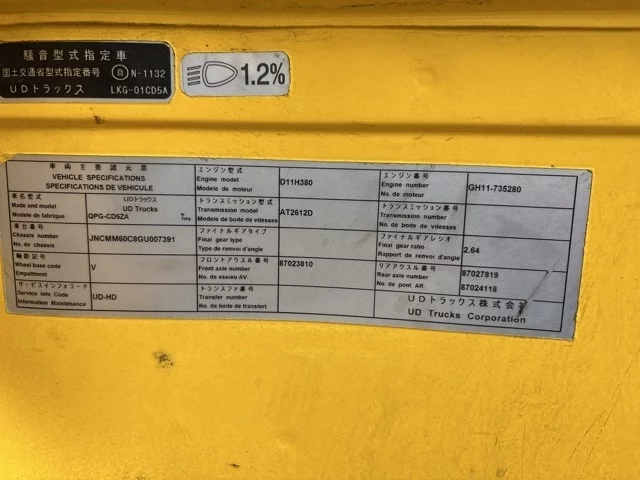 騒音型式指定車
国土交通省型式指定番号 自 N-1132
UDトラックス LKG-01CD5A
1.2%
車両主要諸元表
VEHICLE SPECIFICATIONS
SPECIFICATIONS DE VEHICULE
車名型式
Made and model
Modele de fabrique
UDトラックス
UD Trucks
QPG-CD5ZA
車台番号
Chassis number
No. de chassis
JNCMM60C8GU007391
軸距記号
Wheel base code
Empattment
V
サービスインフォコード
Service info Code
Information Maintenance
UD-HD
エンジン型式
Engine model
Modele de moteur
D11H380
トランスミッション型式
Transmission model
Modele de boite de vitesses
AT2612D
ファイナルギアタイプ
Final gear type
Type de renvoi d'angle
フロントアクスル番号
Front axle number
No. de essieu AV.
87023810
トランスファ番号
Transfer number
No. de boite de transfert
エンジン番号
Engine number
No. de moteur
GH11-735280
トランスミッション番号
Transmission number
No. de boite de vitesses
ファイナルギアレシオ
Final gear ratio
Rapport de renvoi d'angle
2.64
リアアクスル番号
Rear axle number
No. de pont AR.
87027819
87024118
UDトラックス株式会社
UD Trucks Corporation